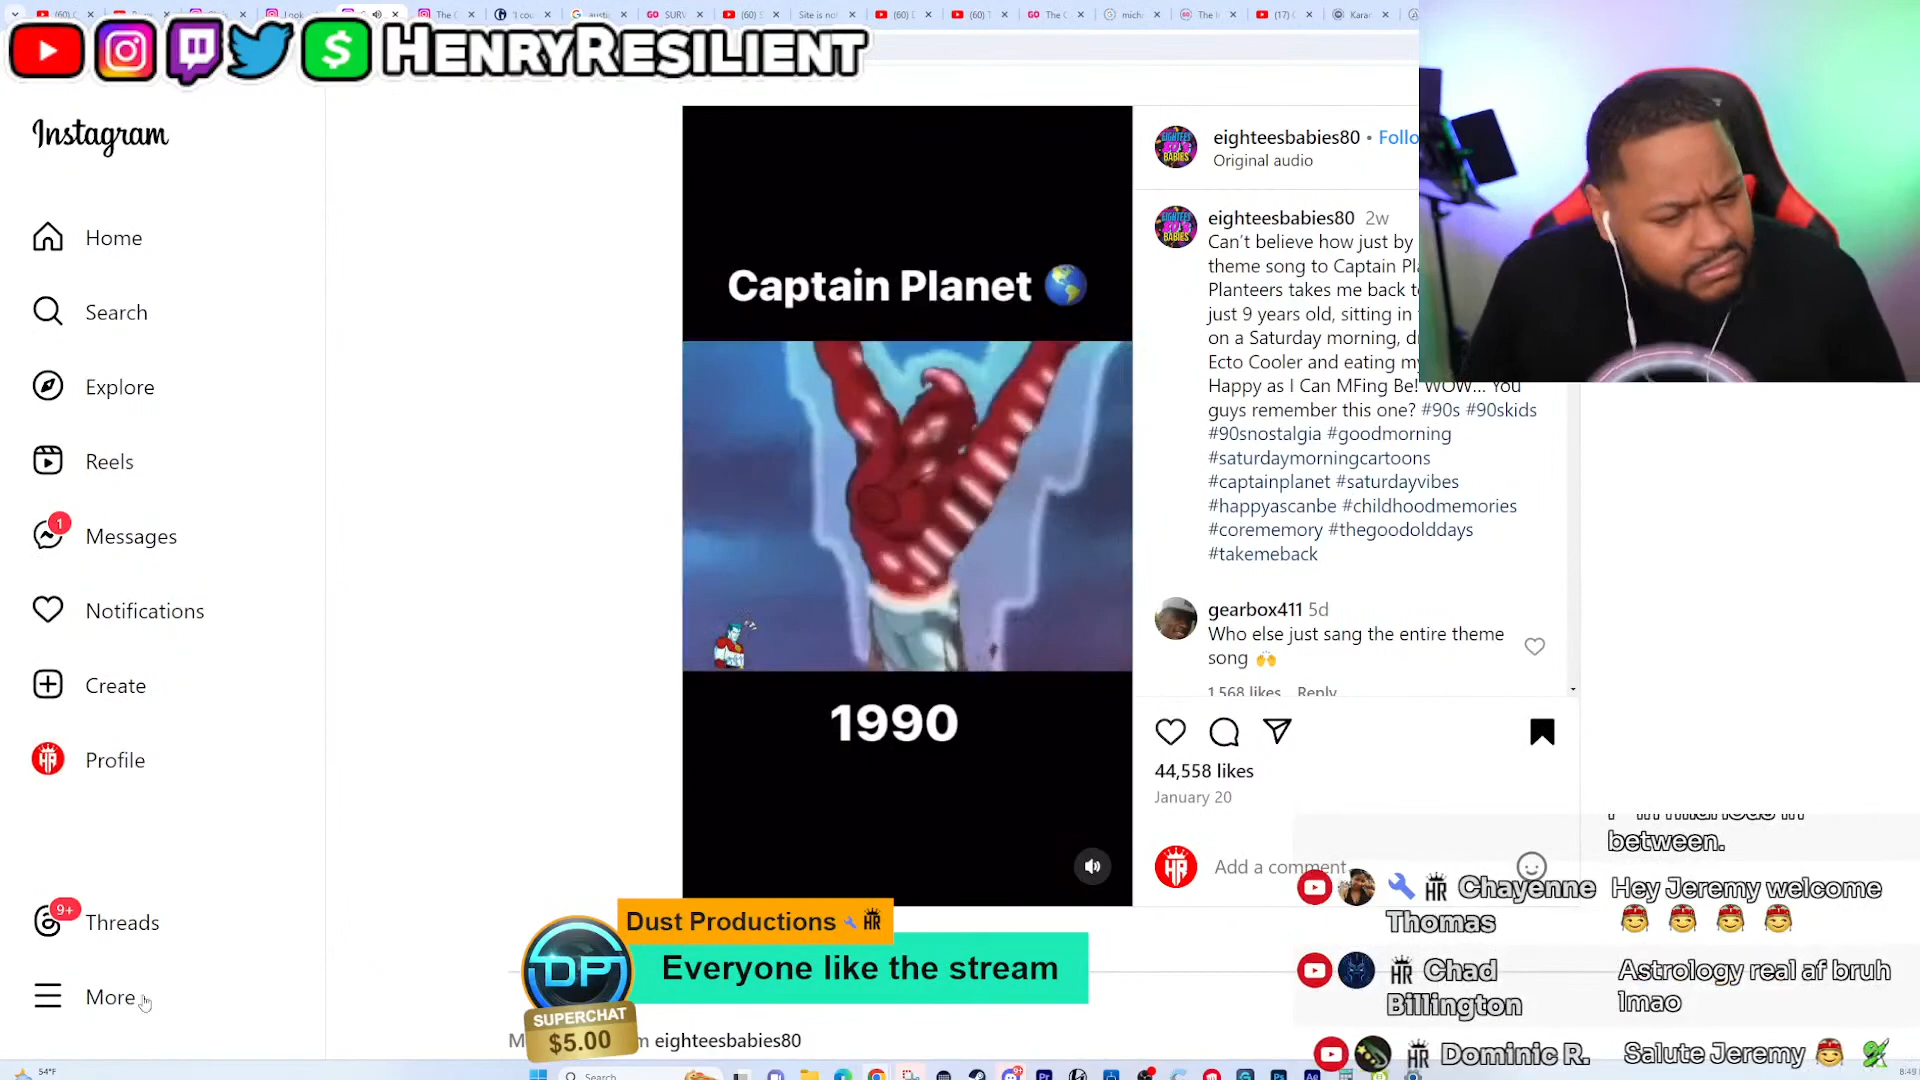 HENRYRESILIENT
Instagram
Home
Search
Explore
Reels
1
Messages
Notifications
Create
Profile
9+
Threads
More
Captain Planet
1990
eighteesbabies80 • Follo
Original audio
eighteesbabies80 2w
Can't believe how just by
theme song to Captain Pl
Planteers takes me back t
just 9 years old, sitting in
on a Saturday morning, d
Ecto Cooler and eating my
Happy as I Can MFing Be! WOW... You
guys remember this one? #90s #90skids
#90snostalgia #goodmorning
#saturdaymorningcartoons
#captainplanet #saturdayvibes
#happyascanbe #childhoodmemories
#corememory #thegoodolddays
#takemeback
gearbox411 5d
Who else just sang the entire theme
song
1,568 likes Reply
44,558 likes
January 20
Add a comment
between.
Chayenne Thomas Hey Jeremy welcome
Chad Billington Astrology real af bruh
lmao
Dominic R. Salute Jeremy
Dust Productions
Everyone like the stream
DP
SUPERCHAT
$5.00
eighteesbabies80
54°F
Search